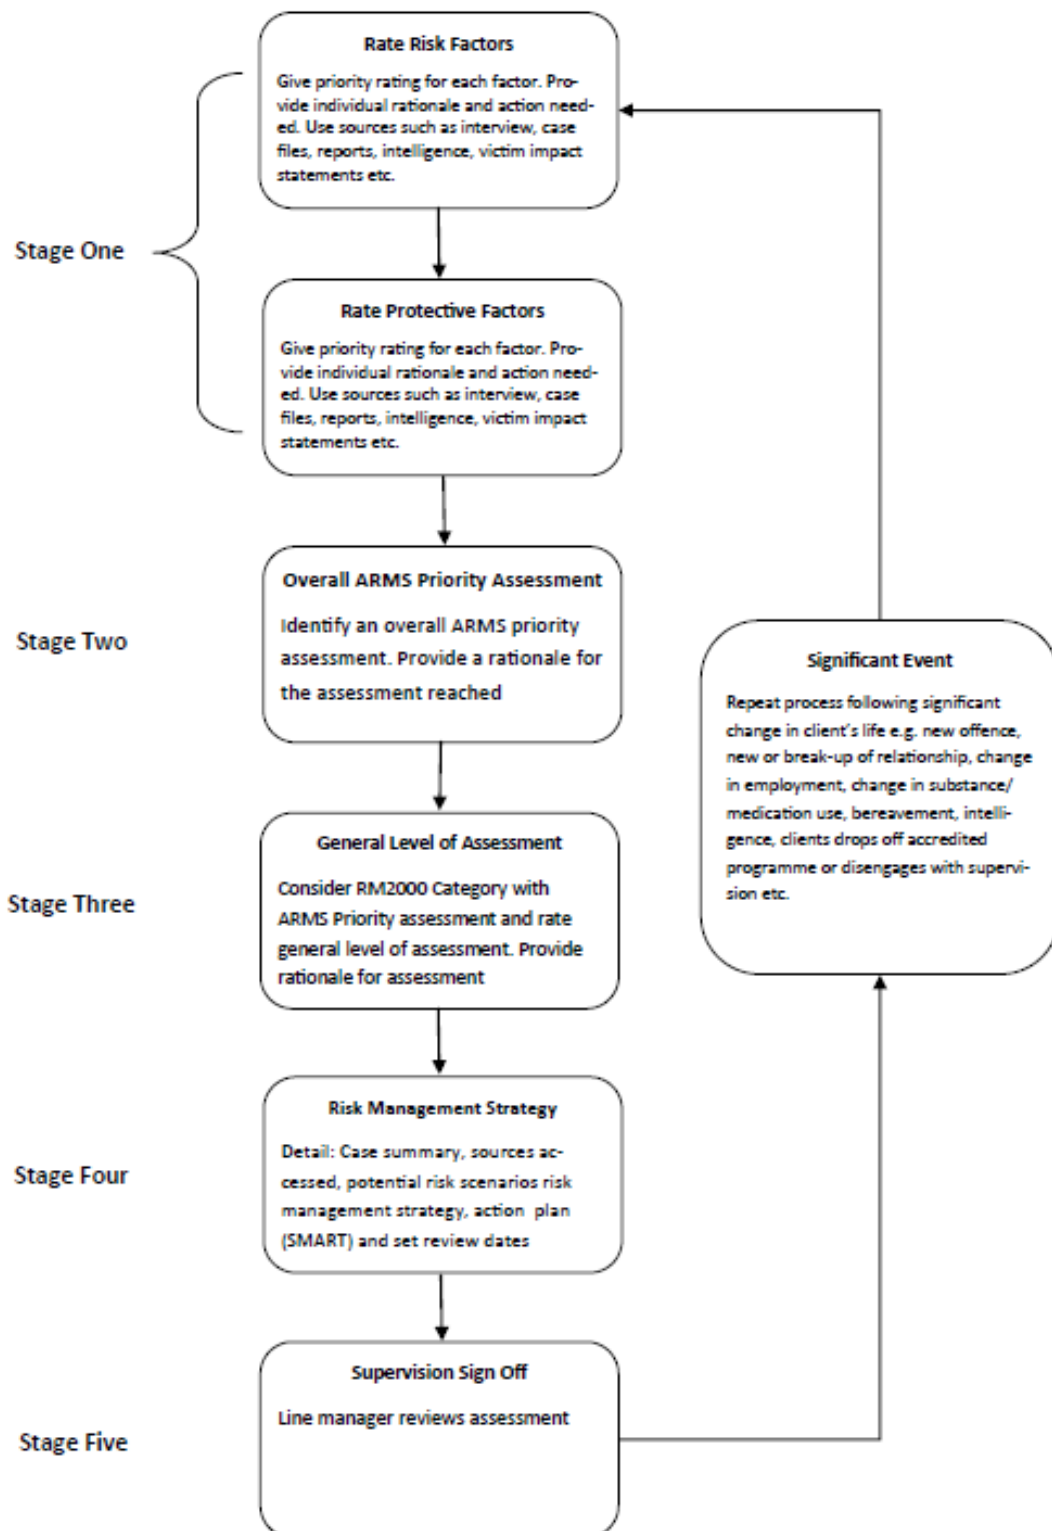 Rate Risk Factors
Give priority rating for each factor. Pro-
vide individual rationale and action need-
ed. Use sources such as interview, case
files, reports, intelligence, victim impact
statements etc.
Stage One
Rate Protective Factors
Give priority rating for each factor. Pro-
vide individual rationale and action need-
ed. Use sources such as interview, case
files, reports, intelligence, victim impact
statements etc.
Stage Two
Overall ARMS Priority Assessment
Identify an overall ARMS priority
assessment. Provide a rationale for
the assessment reached
Significant Event
Repeat process following significant
change in client's life e.g. new offence,
new or break-up of relationship, change
in employment, change in substance/
medication use, bereavement, intelli-
gence, clients drops off accredited
programme or disengages with supervi-
sion etc.
Stage Three
General Level of Assessment
Consider RM2000 Category with
ARMS Priority assessment and rate
general level of assessment. Provide
rationale for assessment
Stage Four
Risk Management Strategy
Detail: Case summary, sources ac-
cessed, potential risk scenarios risk
management strategy, action plan
(SMART) and set review dates
Stage Five
Supervision Sign Off
Line manager reviews assessment